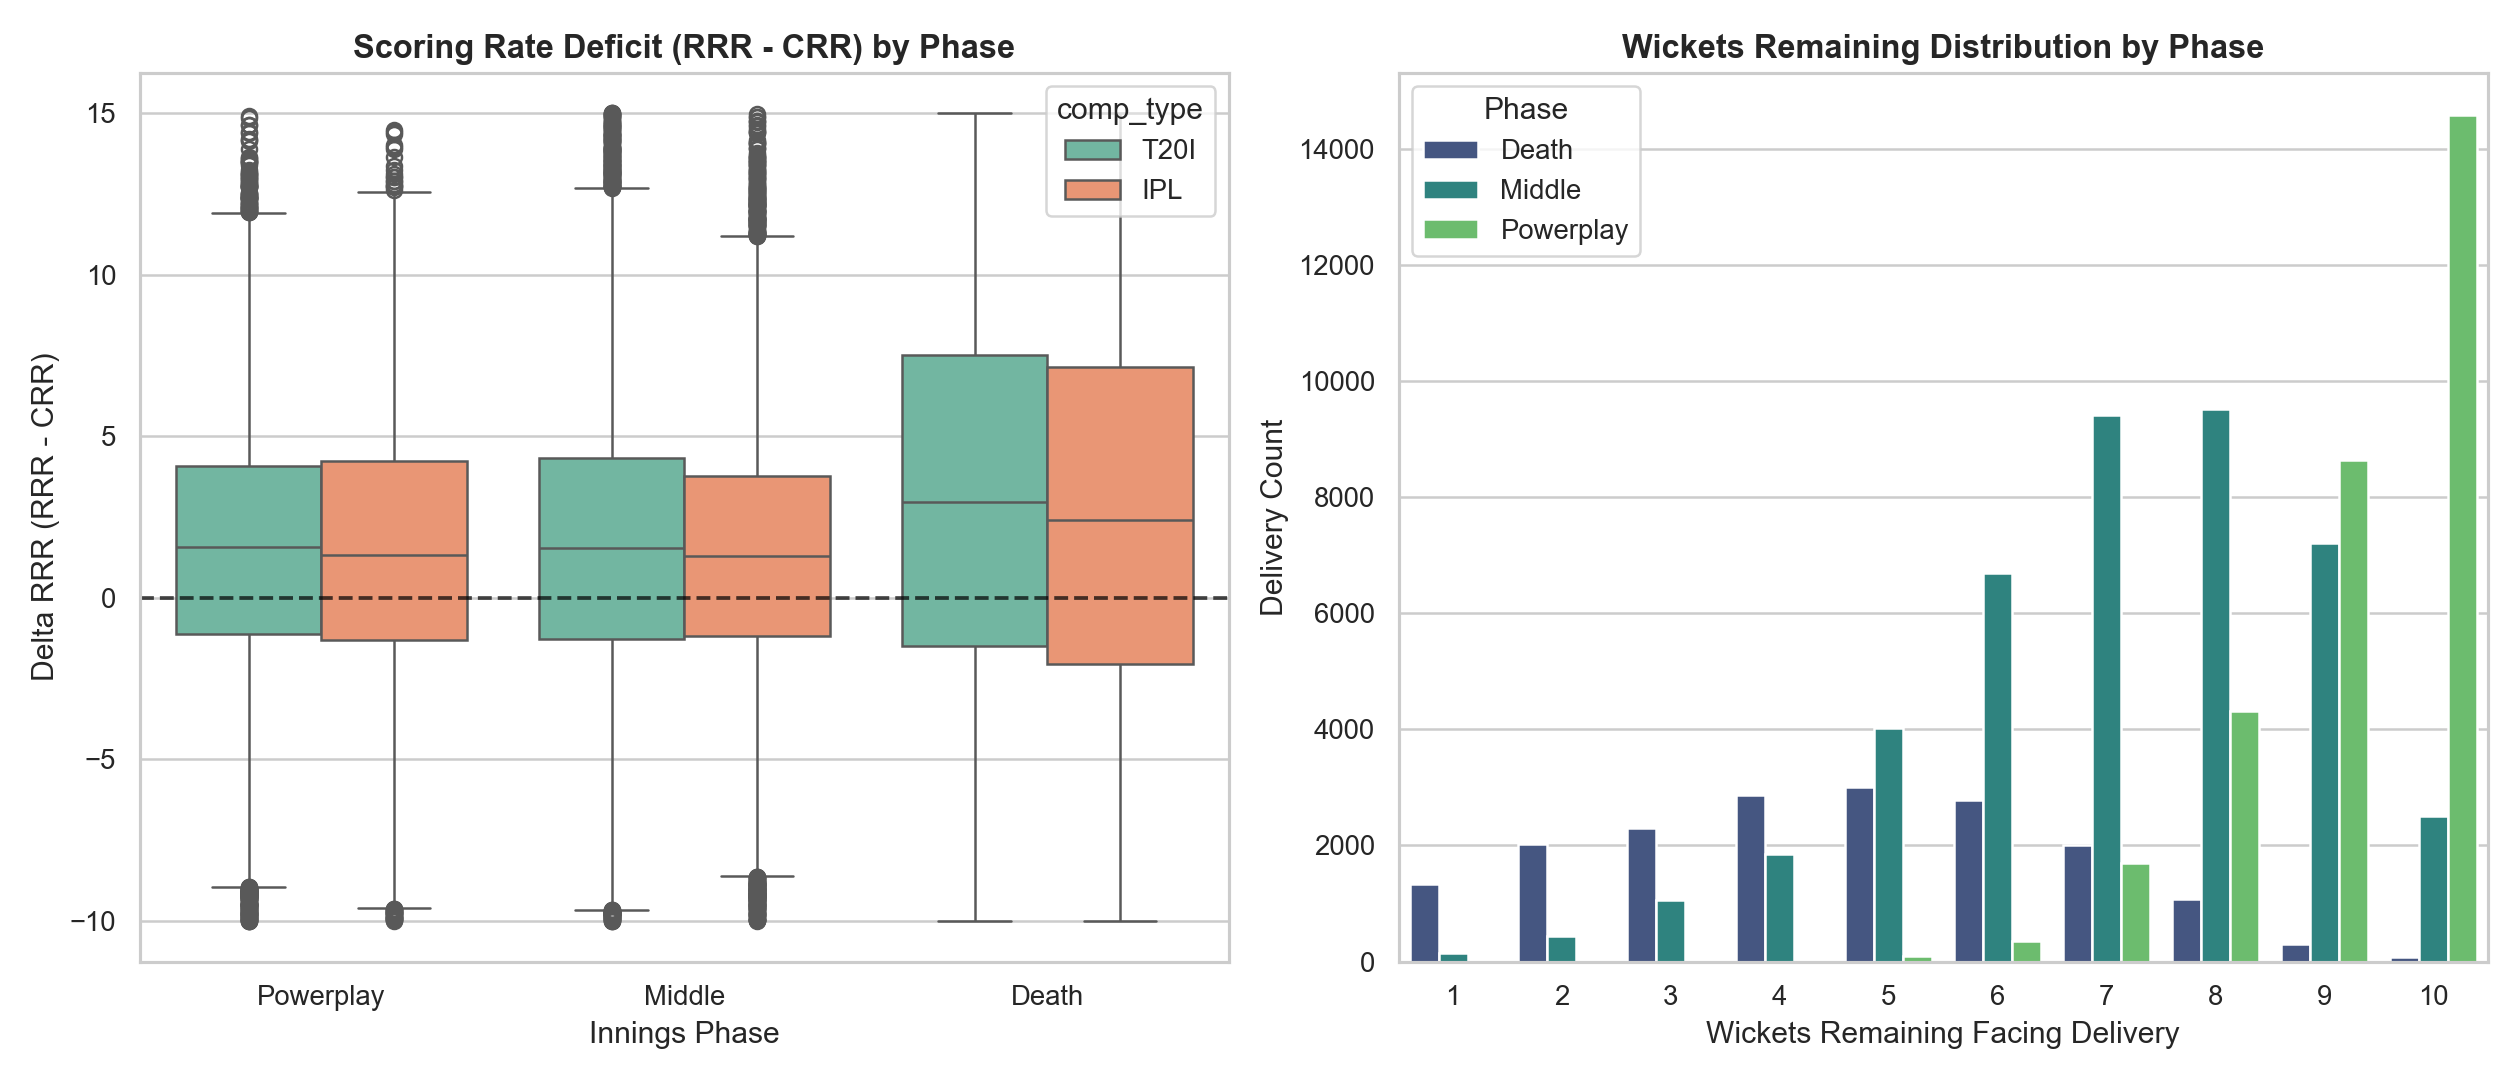 Scoring Rate Deficit (RRR - CRR) by Phase
Delta RRR (RRR - CRR)
15
10
5
0
−5
−10
comp_type
T20I
IPL
Powerplay
Middle
Death
Innings Phase
Wickets Remaining Distribution by Phase
Delivery Count
14000
12000
10000
8000
6000
4000
2000
0
Phase
Death
Middle
Powerplay
1 2 3 4 5 6 7 8 9 10
Wickets Remaining Facing Delivery